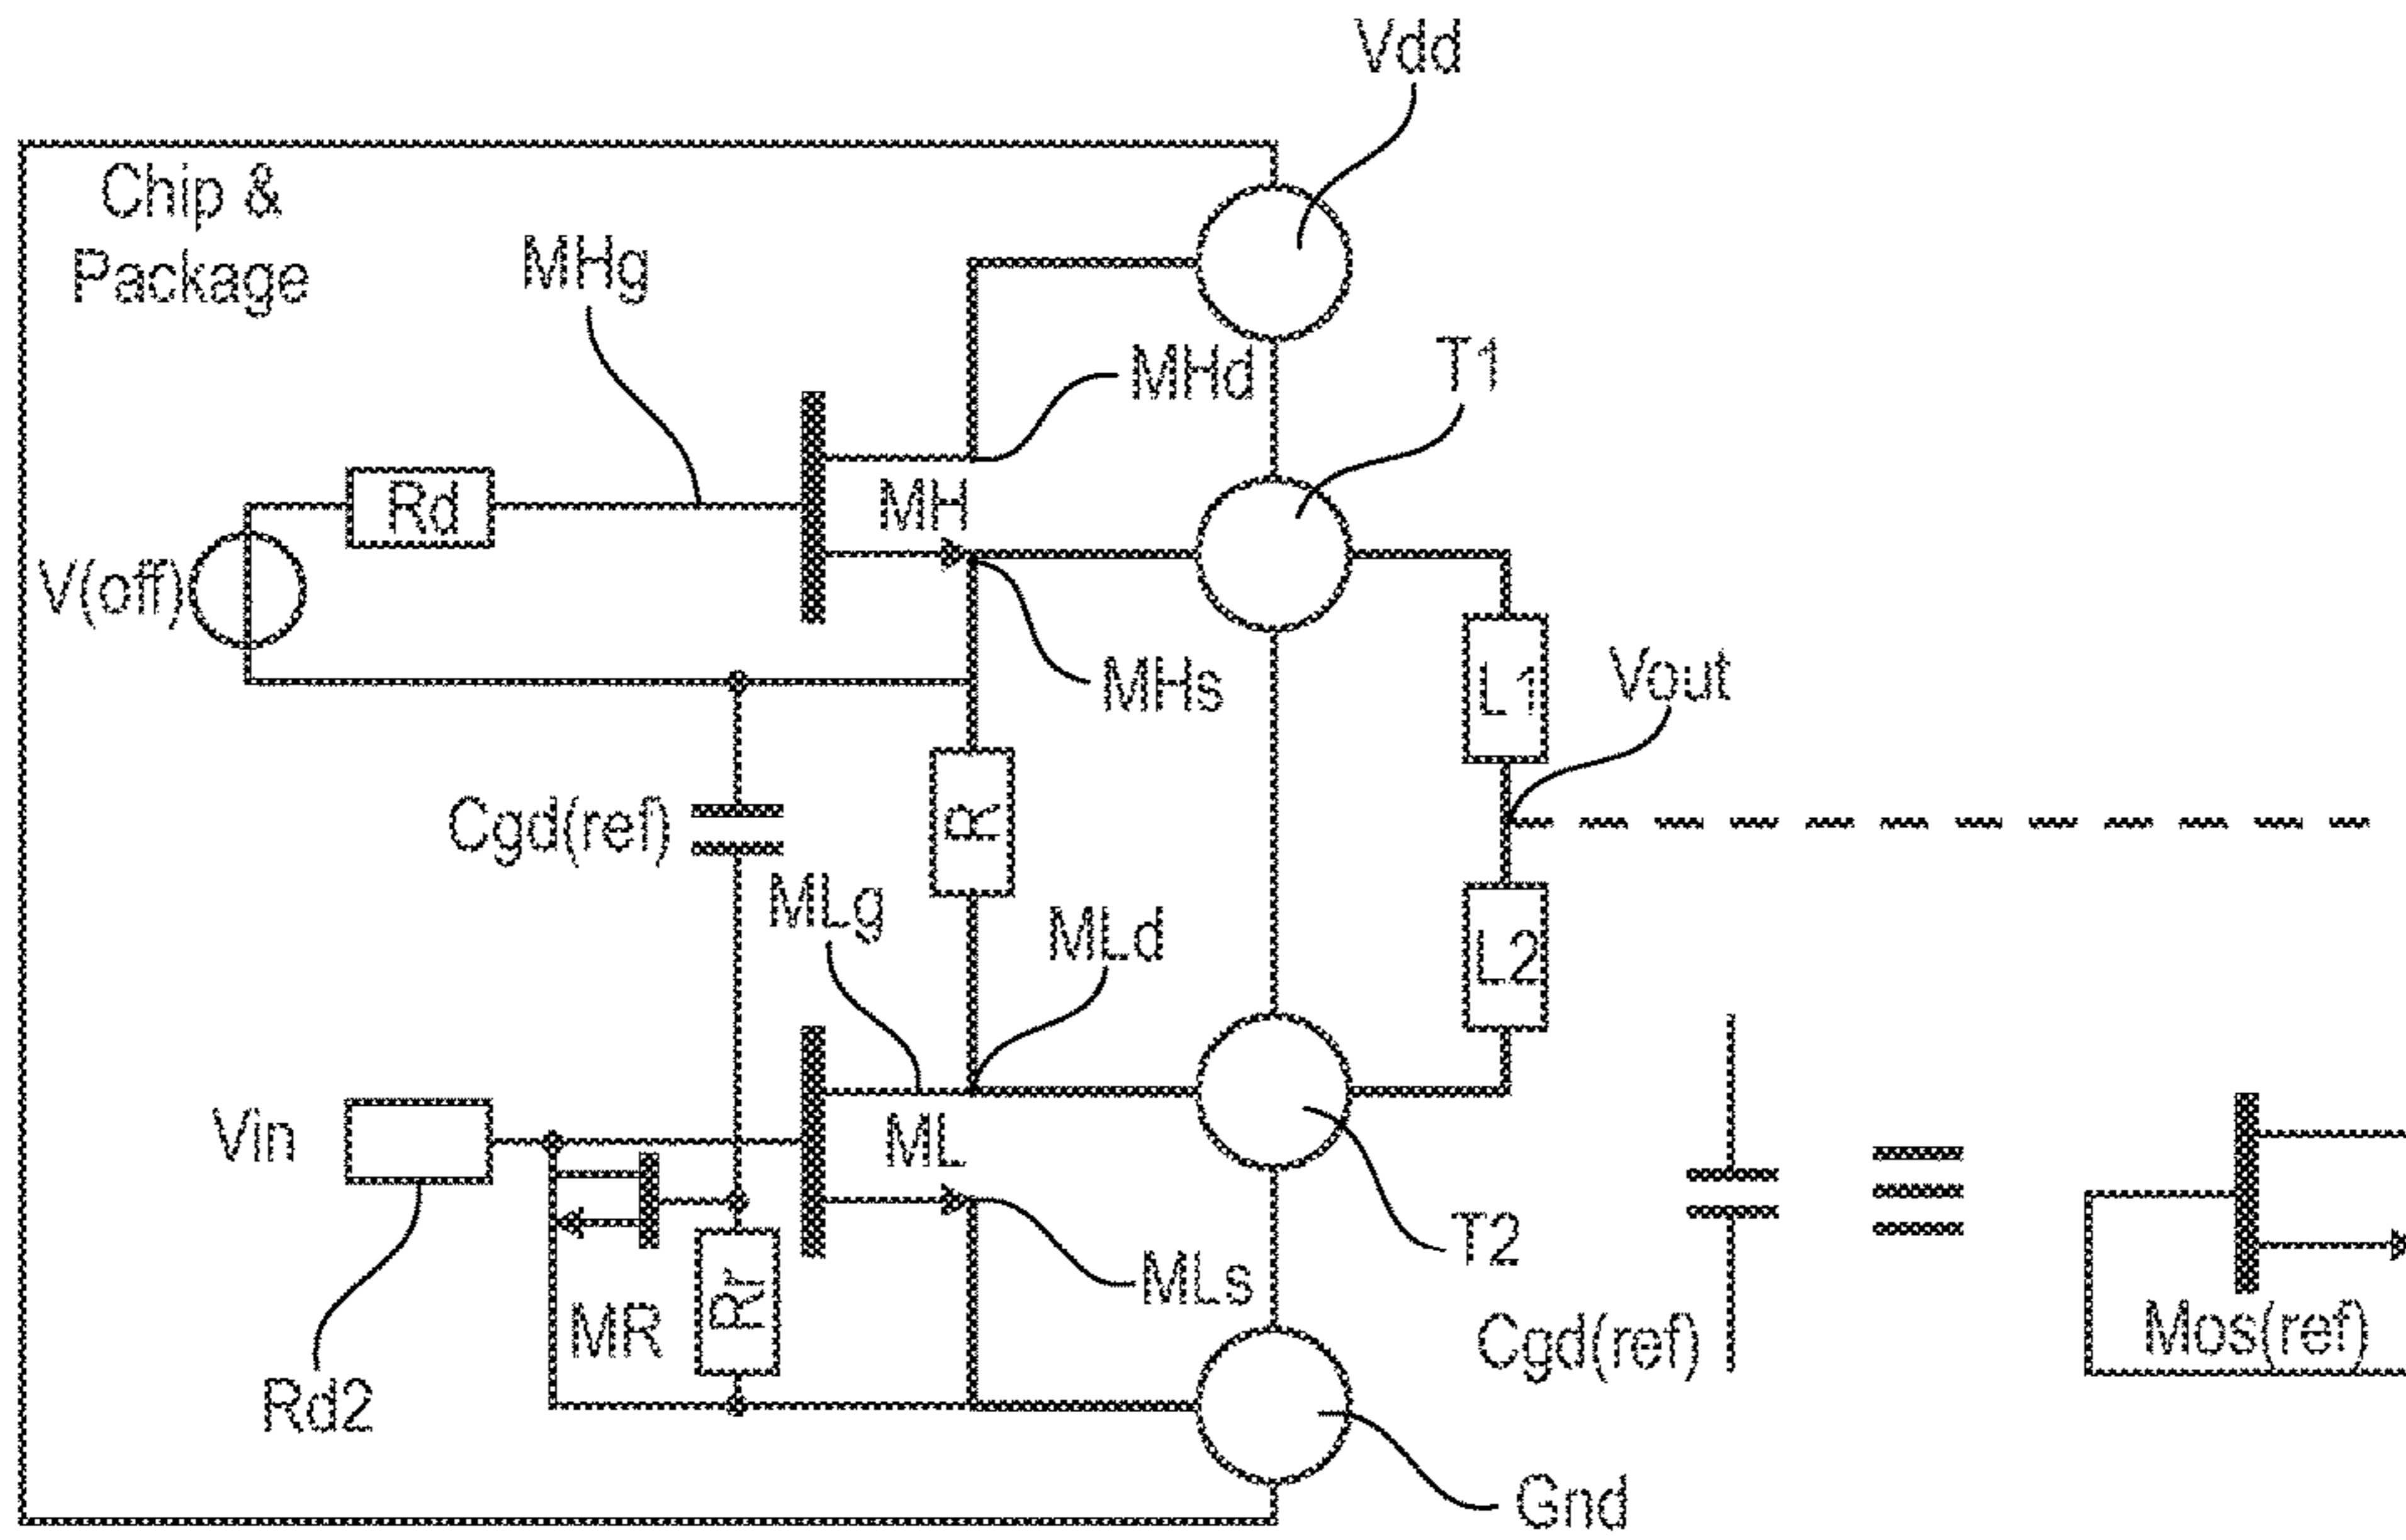 Vdd
Chip &
Package
MHg
MHd
T1
Rd
MH
V(off)
MHs
L1
Vout
Cgd(ref)
R
MLg
MLd
L2
Vin
ML
T2
MLs
MR
Rr
Cgd(ref)
Mos(ref)
Rd2
Gnd